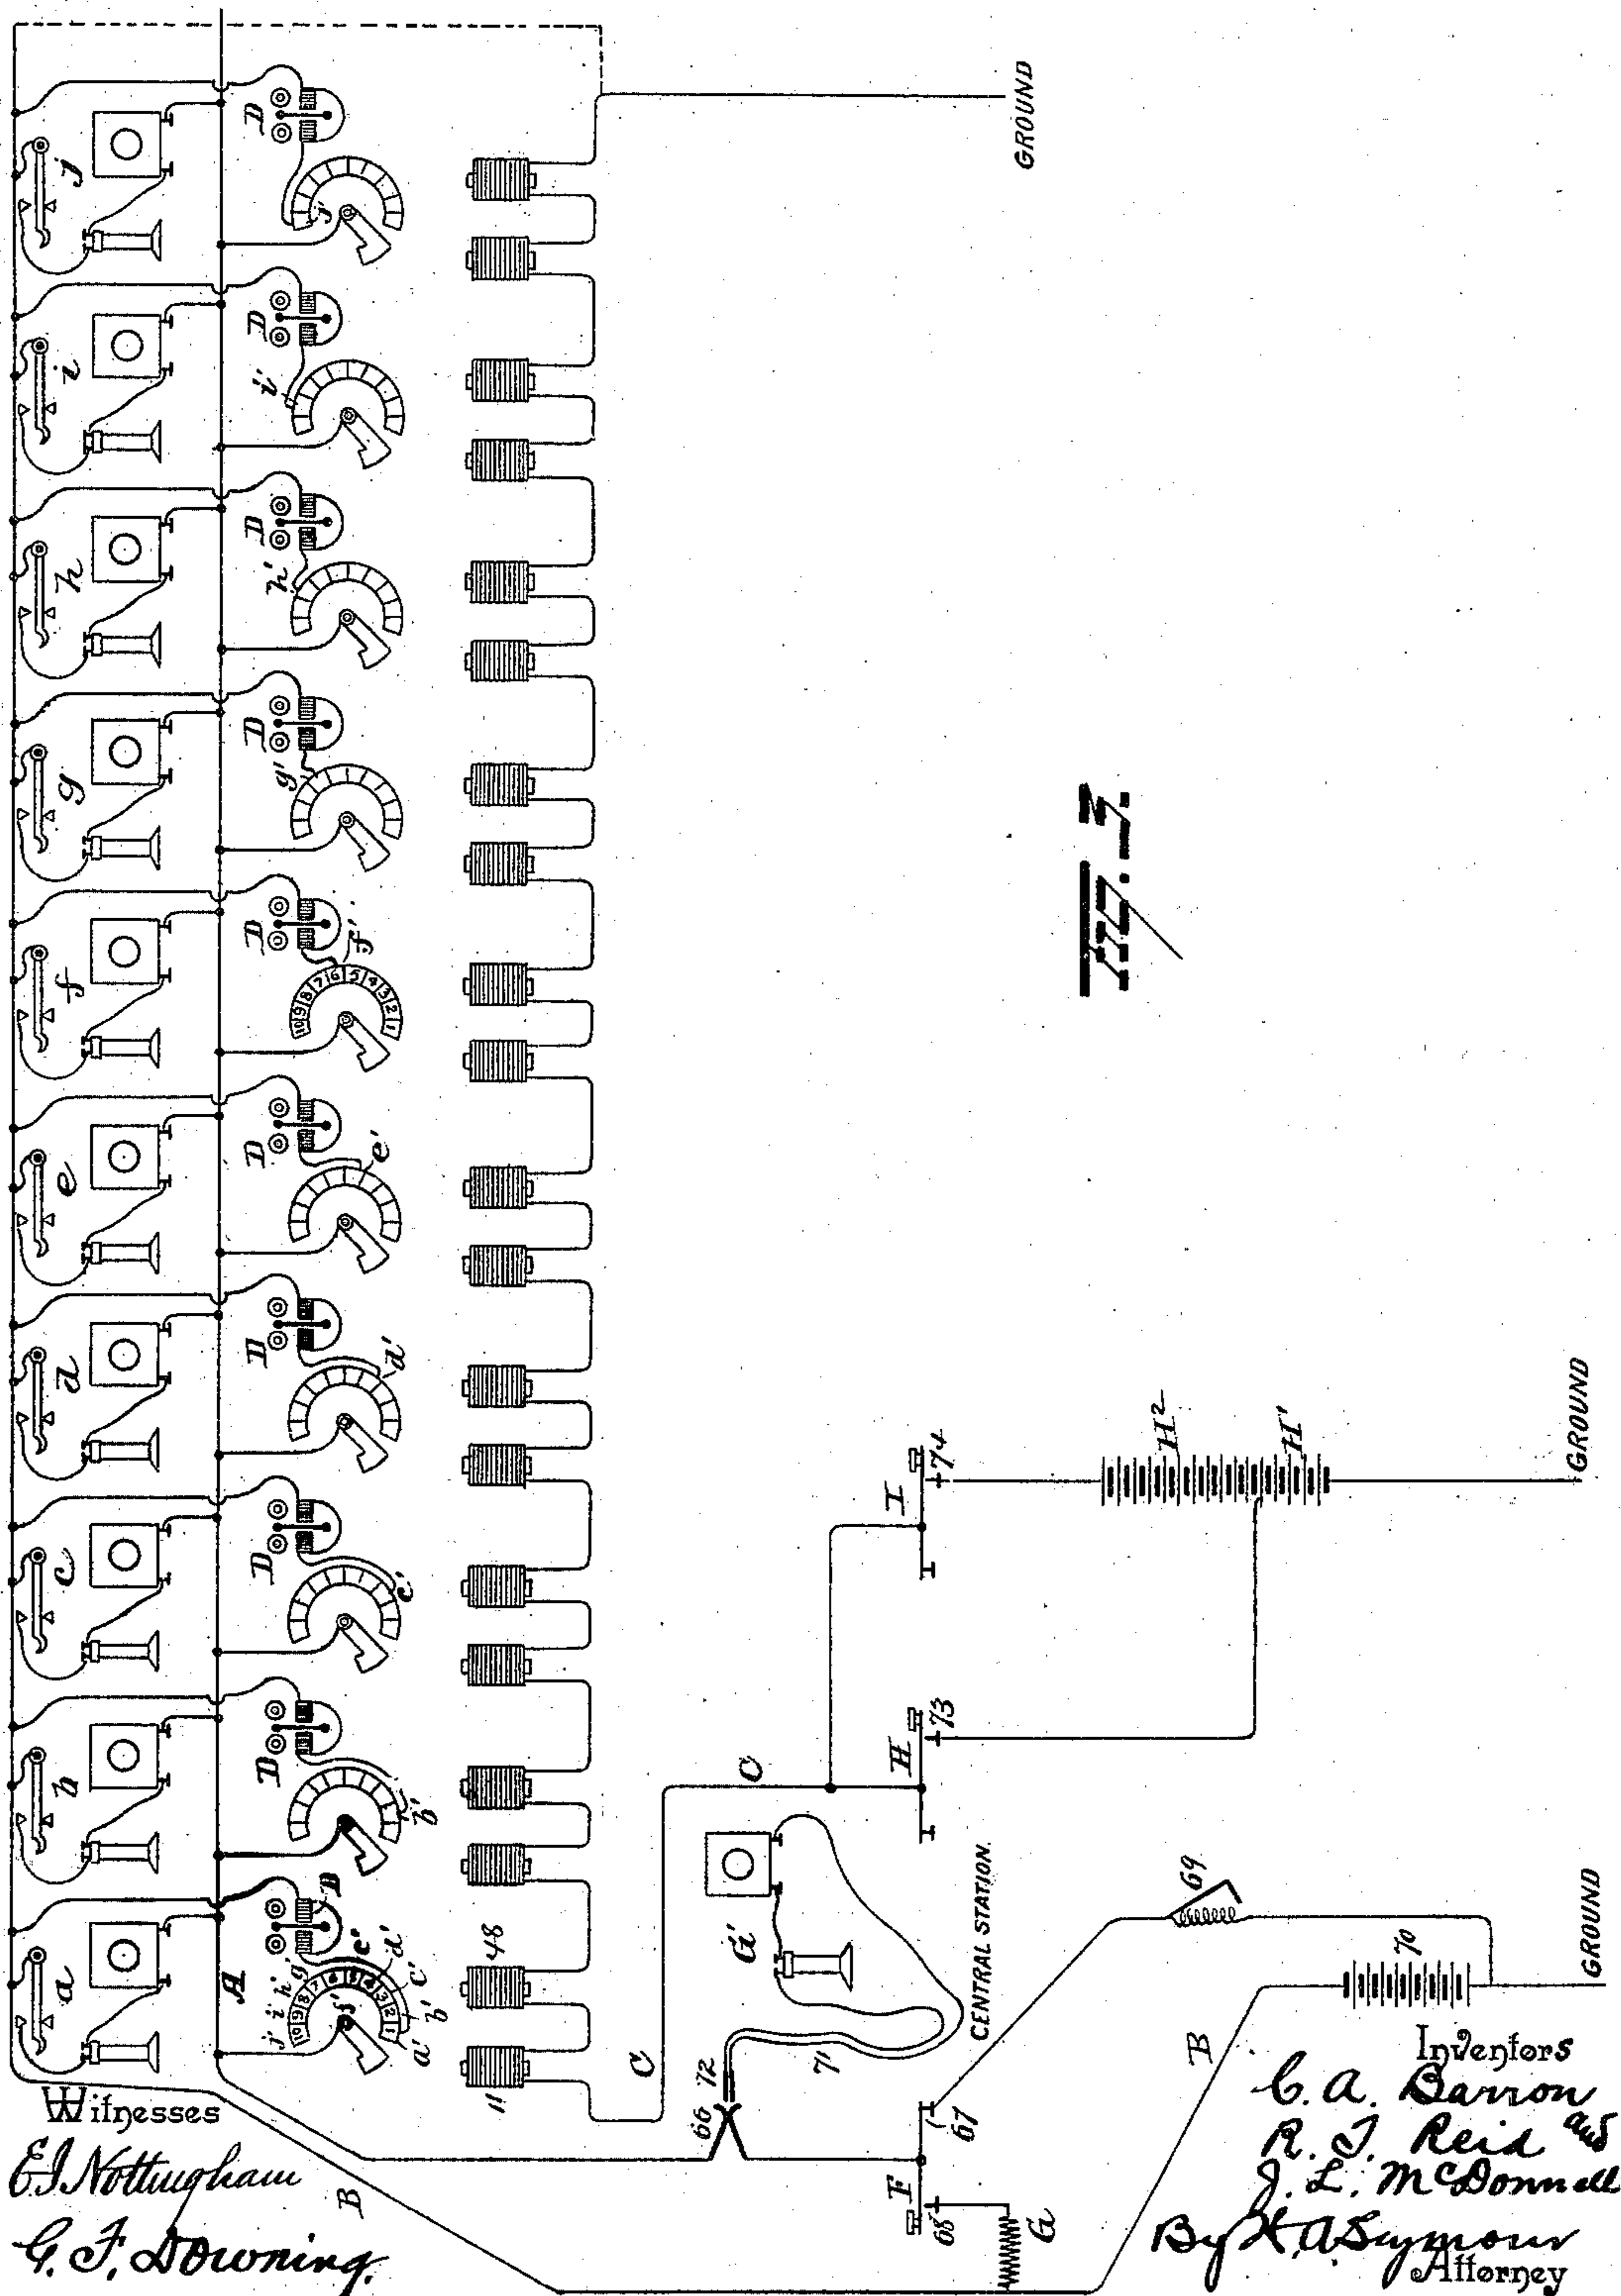 j
i
h
g
f
e
d
c
b
a
D
D
D
D
D
D
D
D
D
D
j'
i'
h'
g'
f'
10 9 8 7 6 5 4 3 2 1
e'
d'
c'
b'
A
j' i' h' g' f' e' d' c' b' a'
10 9 8 7 6 5 4 3 2 1
48
11
GROUND
C
C
G'
71
72
66
CENTRAL STATION.
I
74
H
73
H²
H'
GROUND
F
67
68
G
69
70
GROUND
B
B
Witnesses
E. I. Nottingham
G. F. Downing.
Inventors
C. A. Barron
R. T. Reid and
J. L. McDonnell
By H. A. Seymour
Attorney